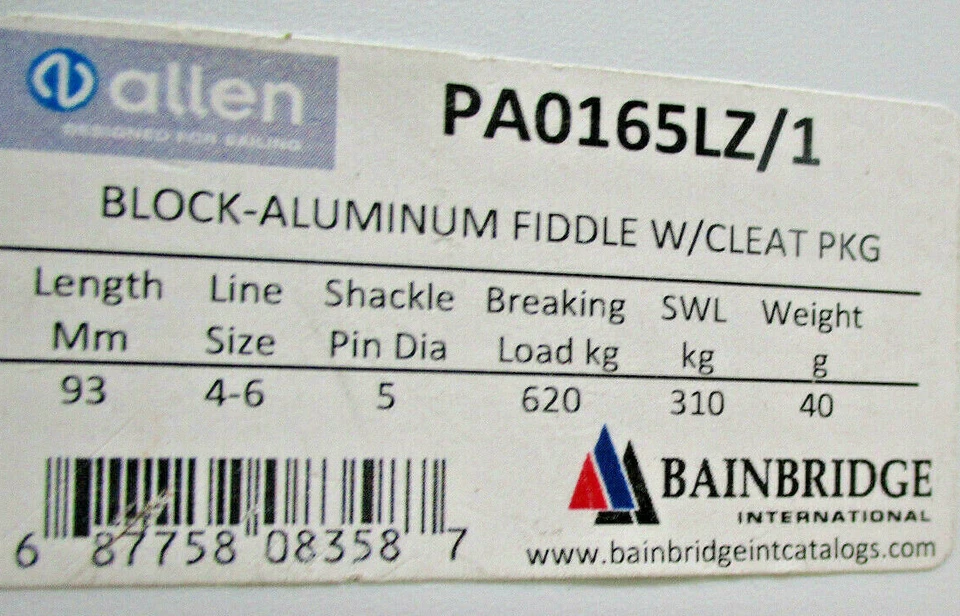 allen
DESIGNED FOR SAILING
PA0165LZ/1
BLOCK-ALUMINUM FIDDLE W/CLEAT PKG
Length Line Shackle Breaking SWL Weight
Mm Size Pin Dia Load kg kg g
93 4-6 5 620 310 40
6 87758 08358 7
BAINBRIDGE
INTERNATIONAL
www.bainbridgeintcatalogs.com